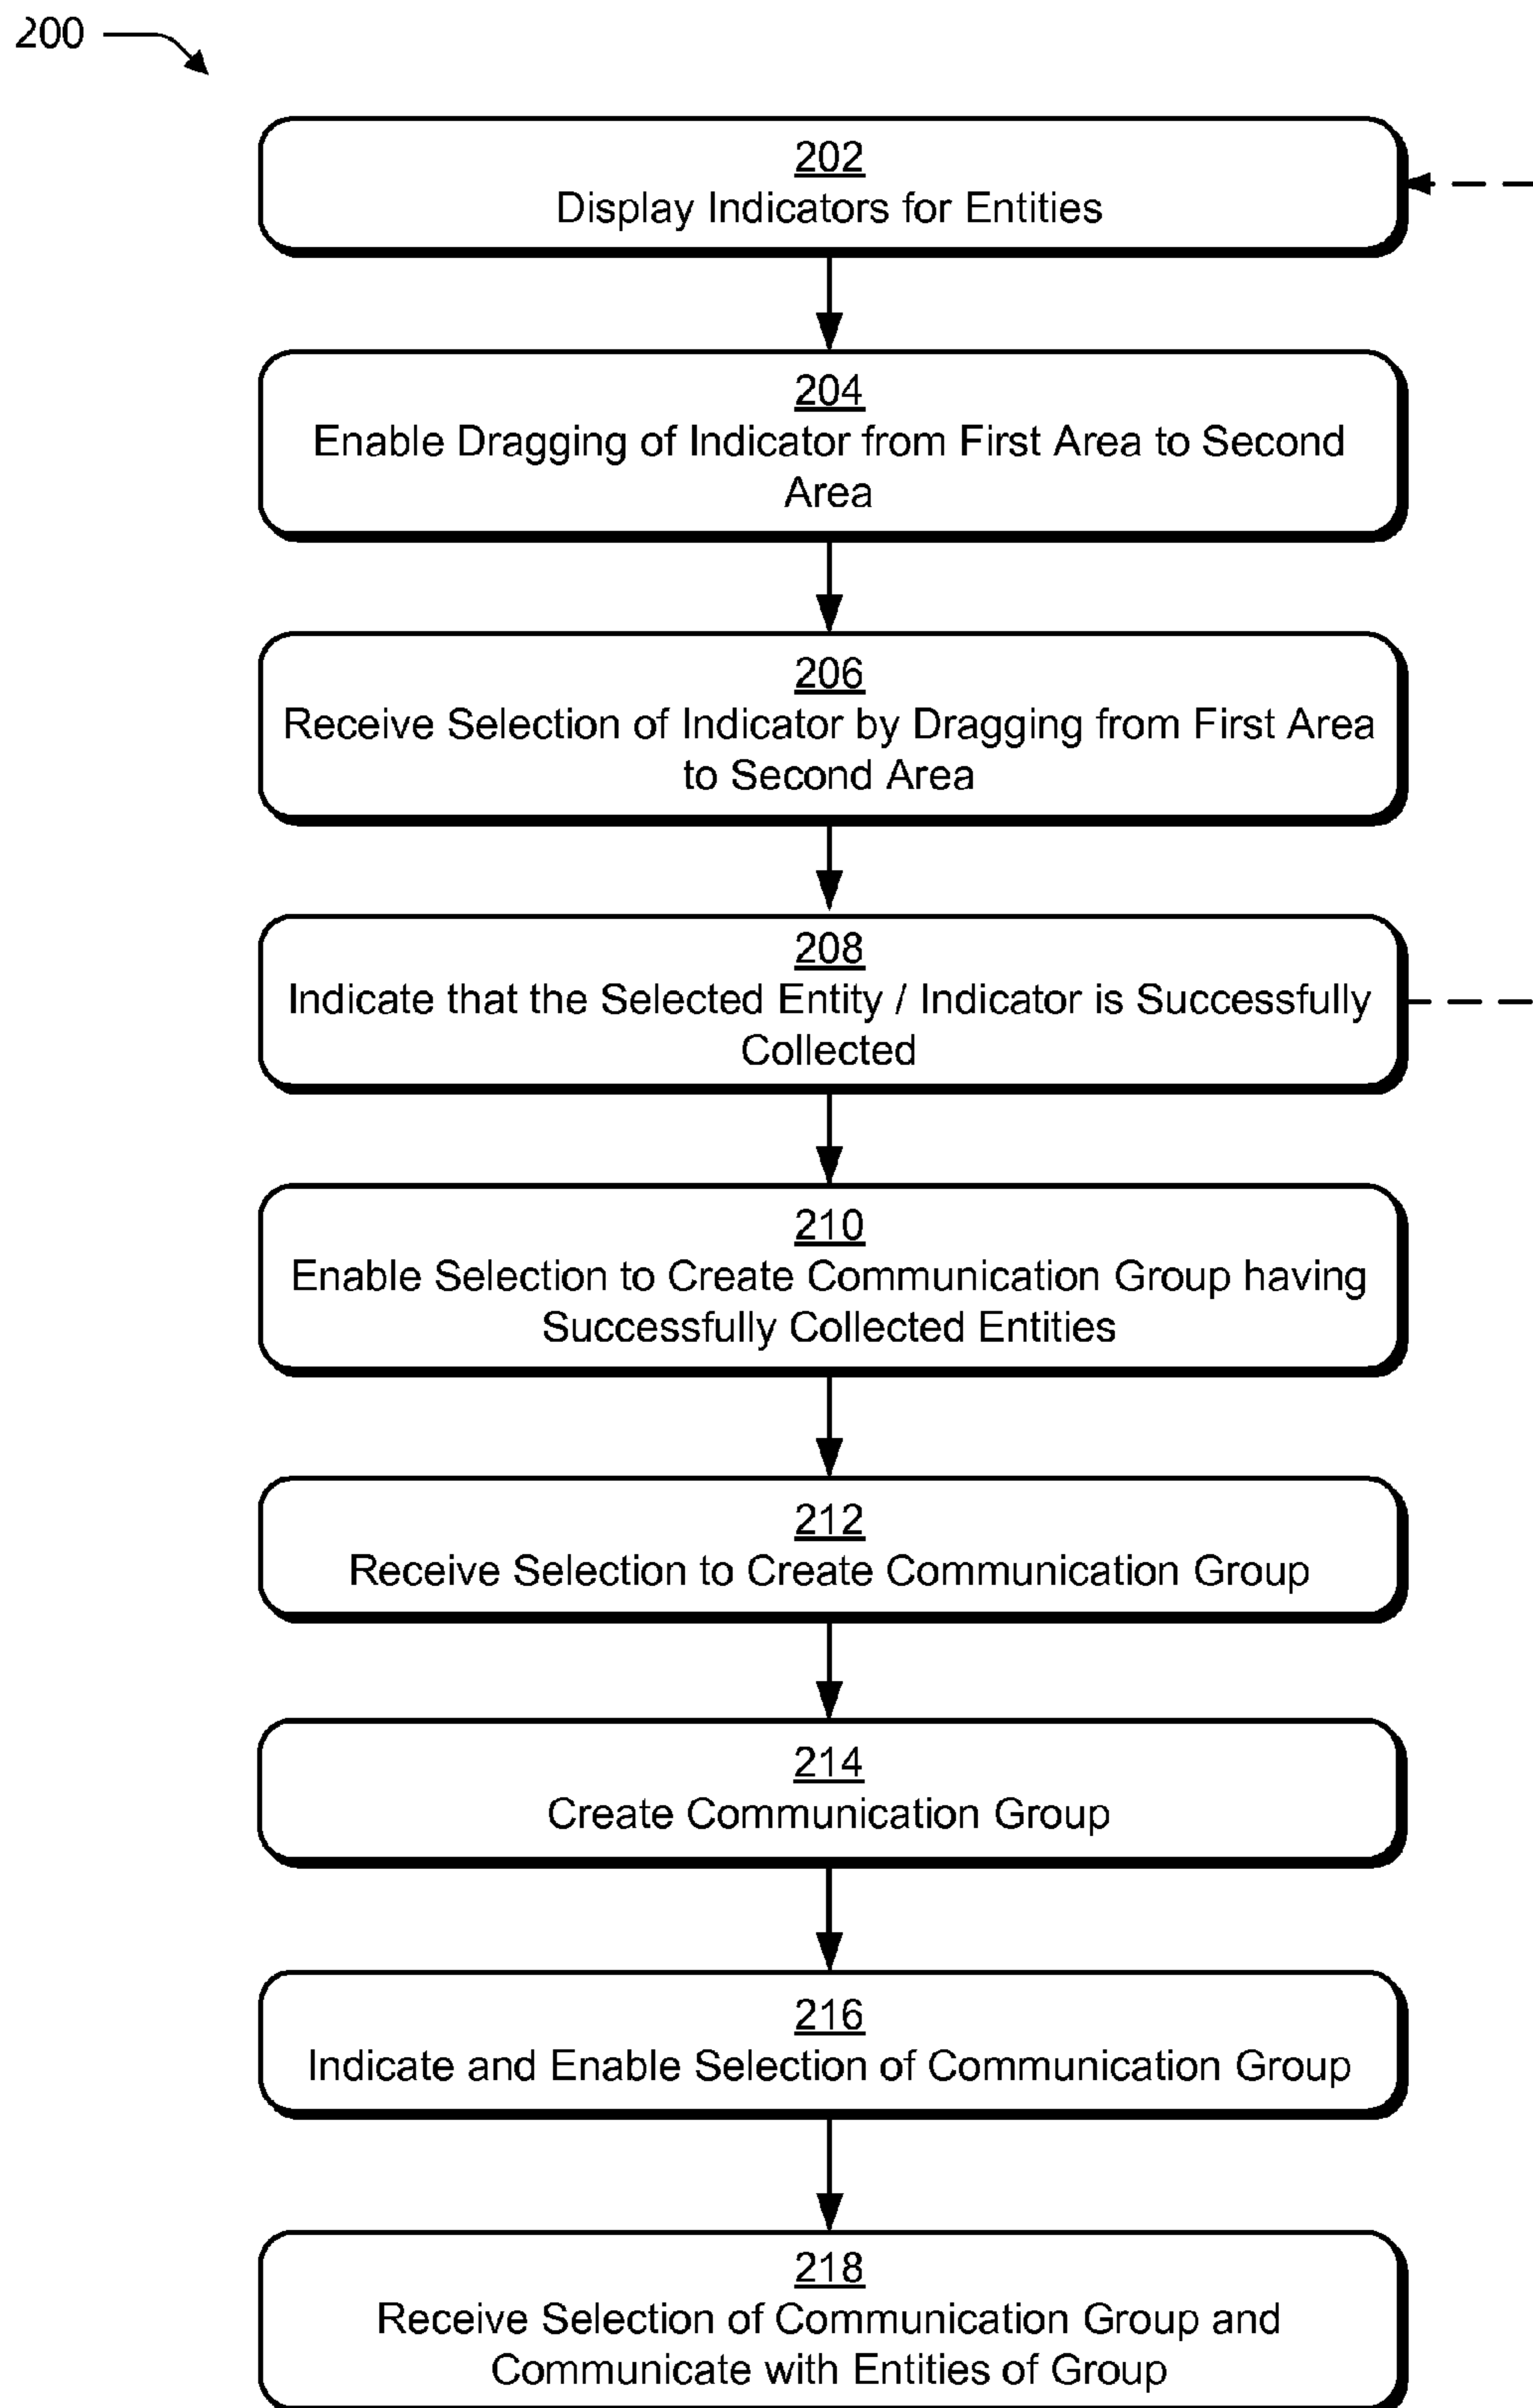 200
202
Display Indicators for Entities
204
Enable Dragging of Indicator from First Area to Second
Area
206
Receive Selection of Indicator by Dragging from First Area
to Second Area
208
Indicate that the Selected Entity / Indicator is Successfully
Collected
210
Enable Selection to Create Communication Group having
Successfully Collected Entities
212
Receive Selection to Create Communication Group
214
Create Communication Group
216
Indicate and Enable Selection of Communication Group
218
Receive Selection of Communication Group and
Communicate with Entities of Group